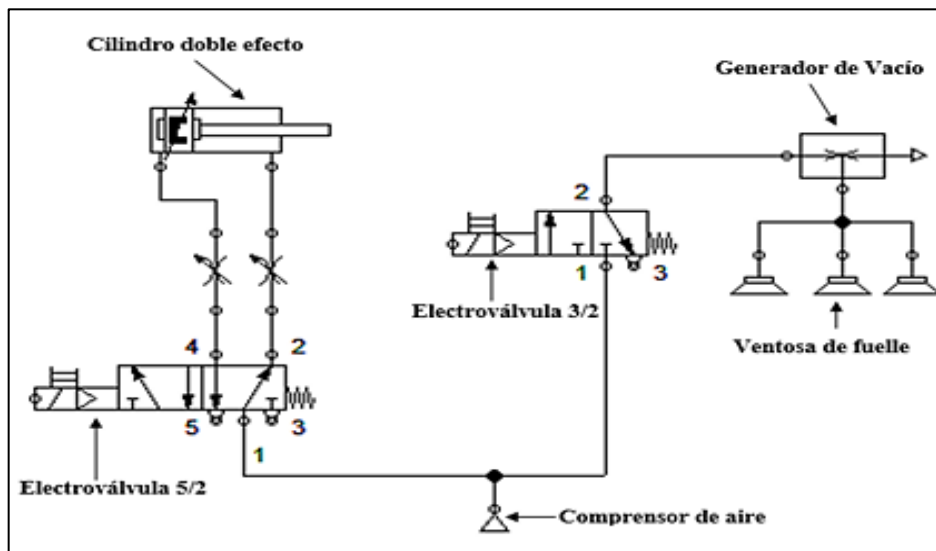 Cilindro doble efecto
Generador de Vacío
2
1
3
Electroválvula 3/2
Ventosa de fuelle
4
2
5
3
1
Electroválvula 5/2
Comprensor de aire